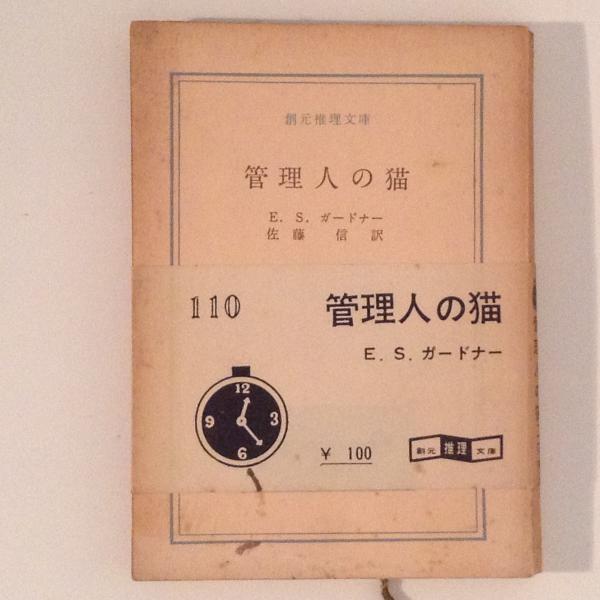 創元推理文庫
管理人の猫
E. S. ガードナー
佐藤 信 訳
110
管理人の猫
E. S. ガードナー
12
9 3
6
¥ 100
創元 推理 文庫